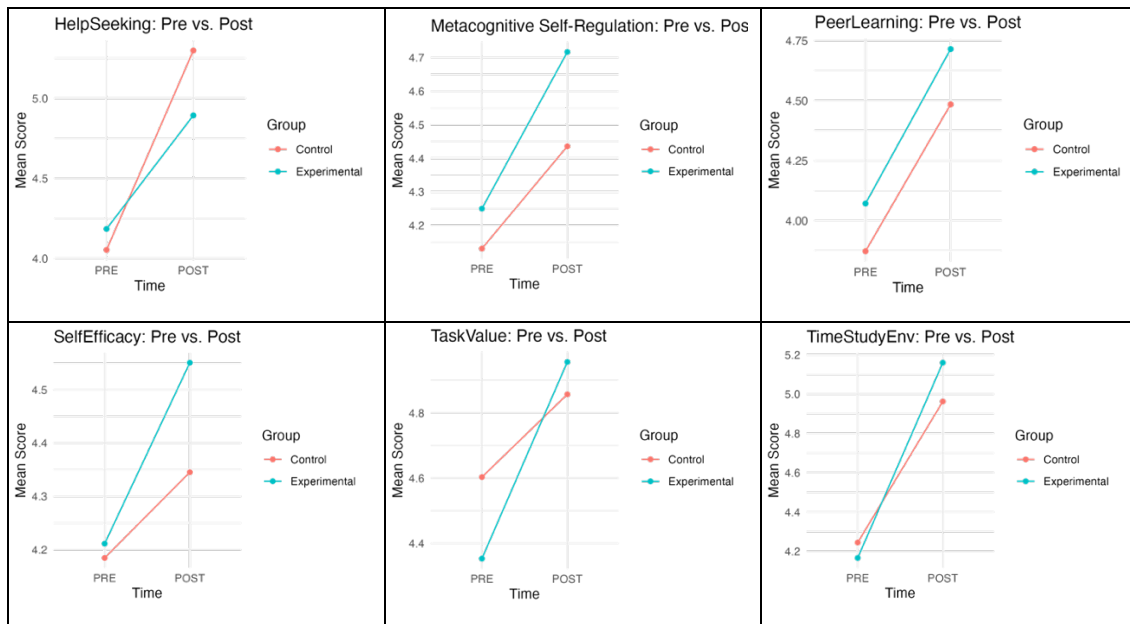 HelpSeeking: Pre vs. Post
5.0
4.5
4.0
Mean Score
PRE
POST
Time
Group
Control
Experimental
Metacognitive Self-Regulation: Pre vs. Pos
4.7
4.6
4.5
4.4
4.3
4.2
Mean Score
PRE
POST
Time
Group
Control
Experimental
PeerLearning: Pre vs. Post
4.75
4.50
4.25
4.00
Mean Score
PRE
POST
Time
Group
Control
Experimental
SelfEfficacy: Pre vs. Post
4.5
4.4
4.3
4.2
Mean Score
PRE
POST
Time
Group
Control
Experimental
TaskValue: Pre vs. Post
4.8
4.6
4.4
Mean Score
PRE
POST
Time
Group
Control
Experimental
TimeStudyEnv: Pre vs. Post
5.2
5.0
4.8
4.6
4.4
4.2
Mean Score
PRE
POST
Time
Group
Control
Experimental